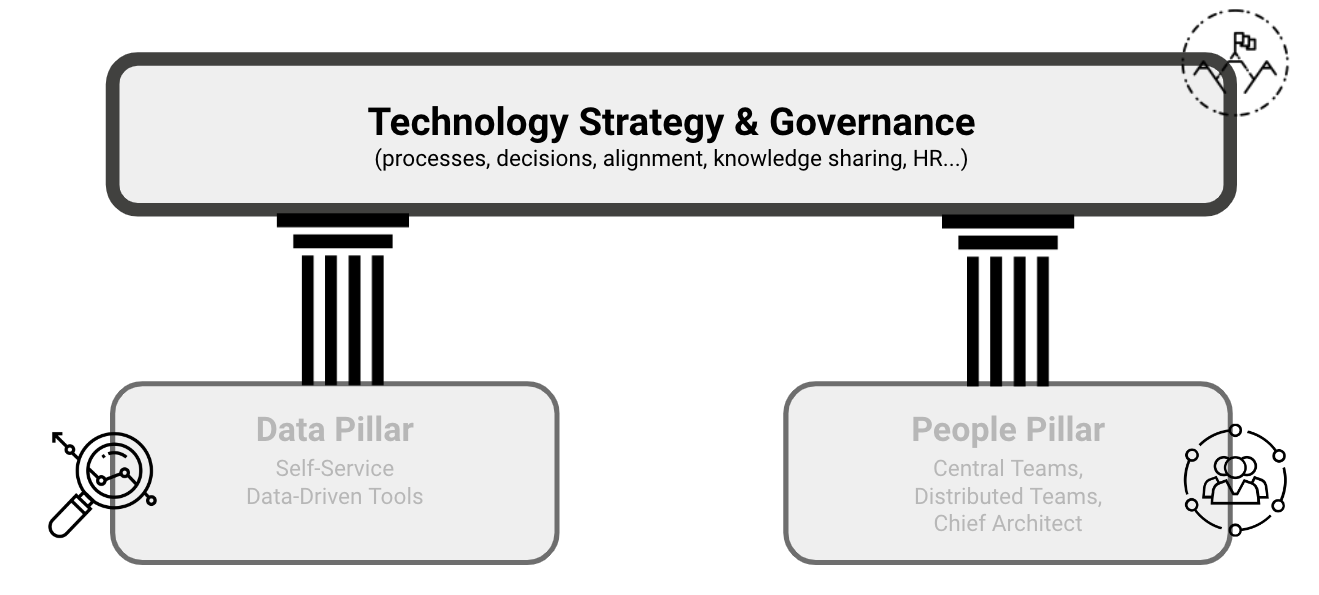 Technology Strategy & Governance
(processes, decisions, alignment, knowledge sharing, HR...)
Data Pillar
Self-Service
Data-Driven Tools
People Pillar
Central Teams,
Distributed Teams,
Chief Architect